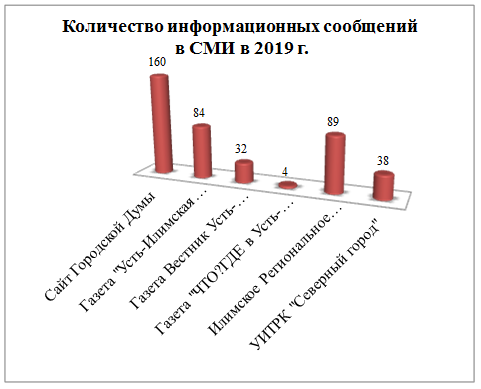 Количество информационных сообщений
в СМИ в 2019 г.
160
84
32
4
89
38
Сайт Городской Думы
Газета "Усть-Илимская …
Газета Вестник Усть-…
Газета "ЧТО?ГДЕ в Усть-…
Илимское Региональное…
УИТРК "Северный город"